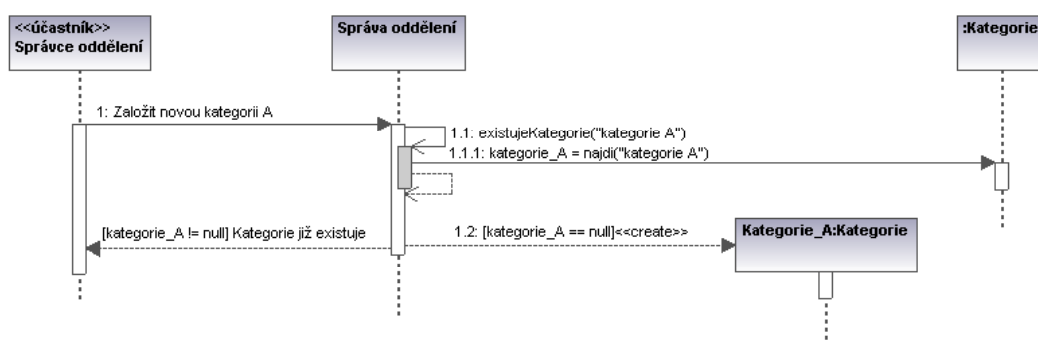 <<účastník>>
Správce oddělení
Správa oddělení
:Kategorie
1: Založit novou kategorii A
1.1: existujeKategorie("kategorie A")
1.1.1: kategorie_A = najdi("kategorie A")
[kategorie_A != null] Kategorie již existuje
1.2: [kategorie_A == null]<<create>>
Kategorie_A:Kategorie